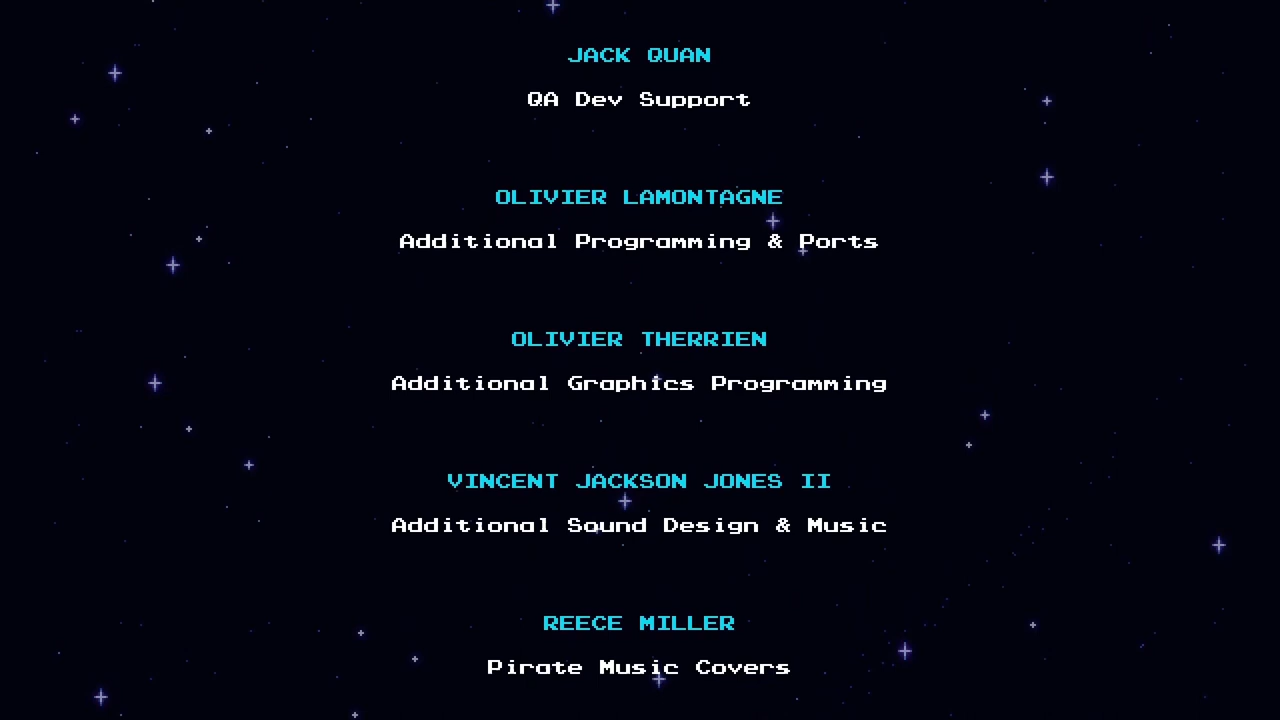 JACK QUAN
QA Dev Support
OLIVIER LAMONTAGNE
Additional Programming & Ports
OLIVIER THERRIEN
Additional Graphics Programming
VINCENT JACKSON JONES II
Additional Sound Design & Music
REECE MILLER
Pirate Music Covers